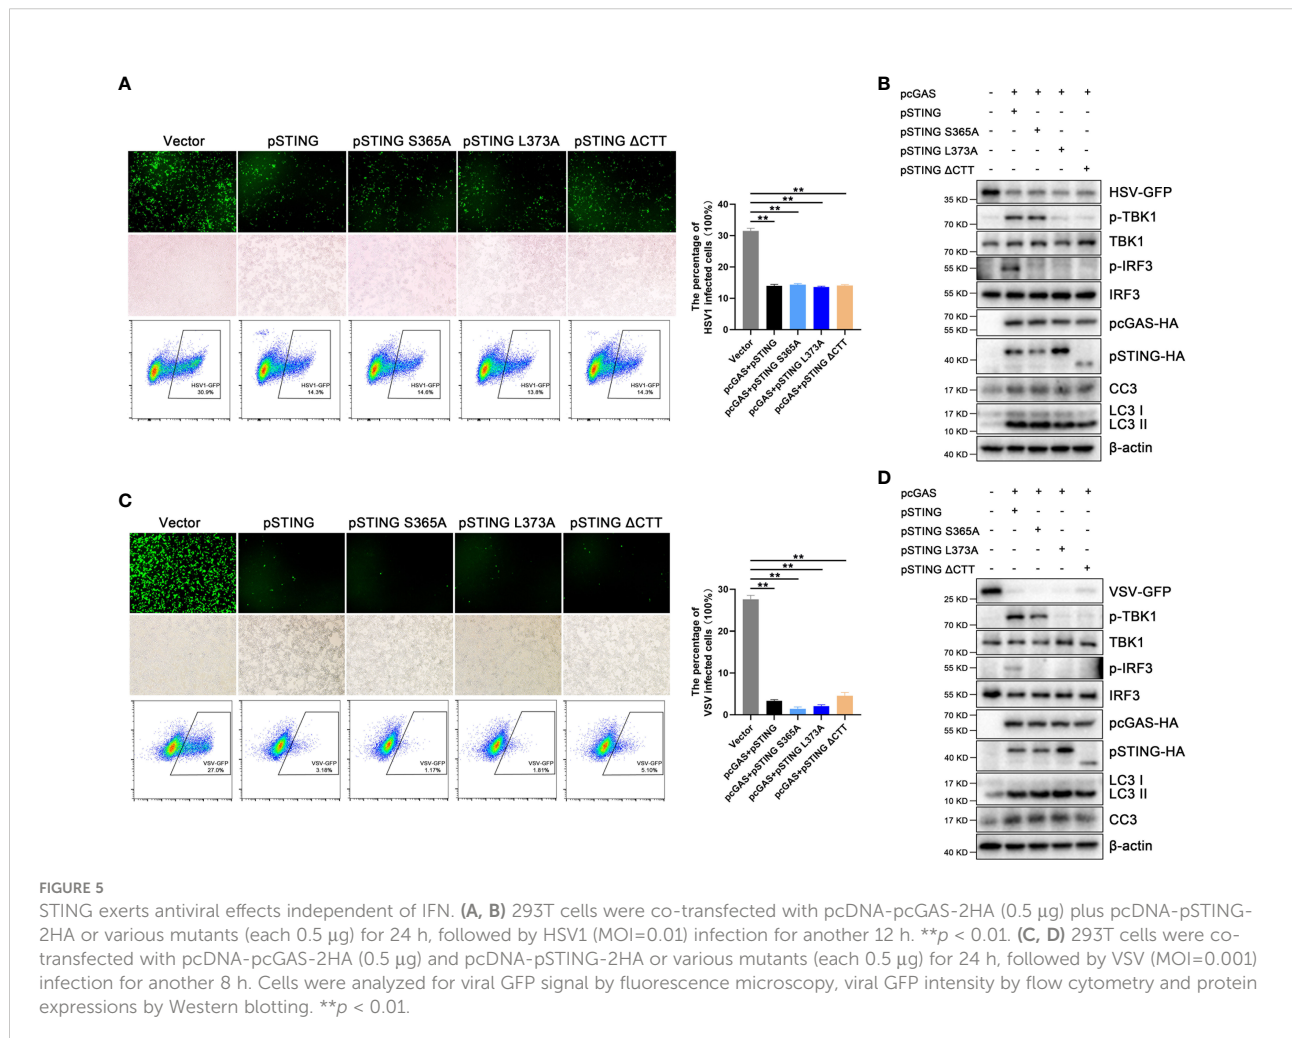 A
Vector
pSTING
pSTING S365A
pSTING L373A
pSTING ΔCTT
HSV1-GFP
30.9%
HSV1-GFP
14.3%
HSV1-GFP
14.6%
HSV1-GFP
13.8%
HSV1-GFP
14.3%
The percentage of
HSV1 infected cells (100%)
40
30
20
10
0
**
**
**
**
Vector
pcGAS+pSTING
pcGAS+pSTING S365A
pcGAS+pSTING L373A
pcGAS+pSTING ΔCTT
B
pcGAS - + + + +
pSTING - +
pSTING S365A - +
pSTING L373A - +
pSTING ΔCTT - +
35 KD HSV-GFP
70 KD p-TBK1
70 KD TBK1
55 KD p-IRF3
55 KD IRF3
70 KD
55 KD pcGAS-HA
40 KD pSTING-HA
17 KD CC3
17 KD LC3 I
10 KD LC3 II
40 KD β-actin
C
Vector
pSTING
pSTING S365A
pSTING L373A
pSTING ΔCTT
VSV-GFP
27.0%
VSV-GFP
3.18%
VSV-GFP
1.17%
VSV-GFP
1.81%
VSV-GFP
5.10%
The percentage of
VSV infected cells (100%)
30
20
10
0
**
**
**
**
Vector
pcGAS+pSTING
pcGAS+pSTING S365A
pcGAS+pSTING L373A
pcGAS+pSTING ΔCTT
D
pcGAS - + + + +
pSTING - +
pSTING S365A - +
pSTING L373A - +
pSTING ΔCTT - +
25 KD VSV-GFP
70 KD p-TBK1
70 KD TBK1
55 KD p-IRF3
55 KD IRF3
70 KD
55 KD pcGAS-HA
40 KD pSTING-HA
17 KD LC3 I
10 KD LC3 II
17 KD CC3
40 KD β-actin
FIGURE 5
STING exerts antiviral effects independent of IFN. (A, B) 293T cells were co-transfected with pcDNA-pcGAS-2HA (0.5 μg) plus pcDNA-pSTING-
2HA or various mutants (each 0.5 μg) for 24 h, followed by HSV1 (MOI=0.01) infection for another 12 h. **p < 0.01. (C, D) 293T cells were co-
transfected with pcDNA-pcGAS-2HA (0.5 μg) and pcDNA-pSTING-2HA or various mutants (each 0.5 μg) for 24 h, followed by VSV (MOI=0.001)
infection for another 8 h. Cells were analyzed for viral GFP signal by fluorescence microscopy, viral GFP intensity by flow cytometry and protein
expressions by Western blotting. **p < 0.01.